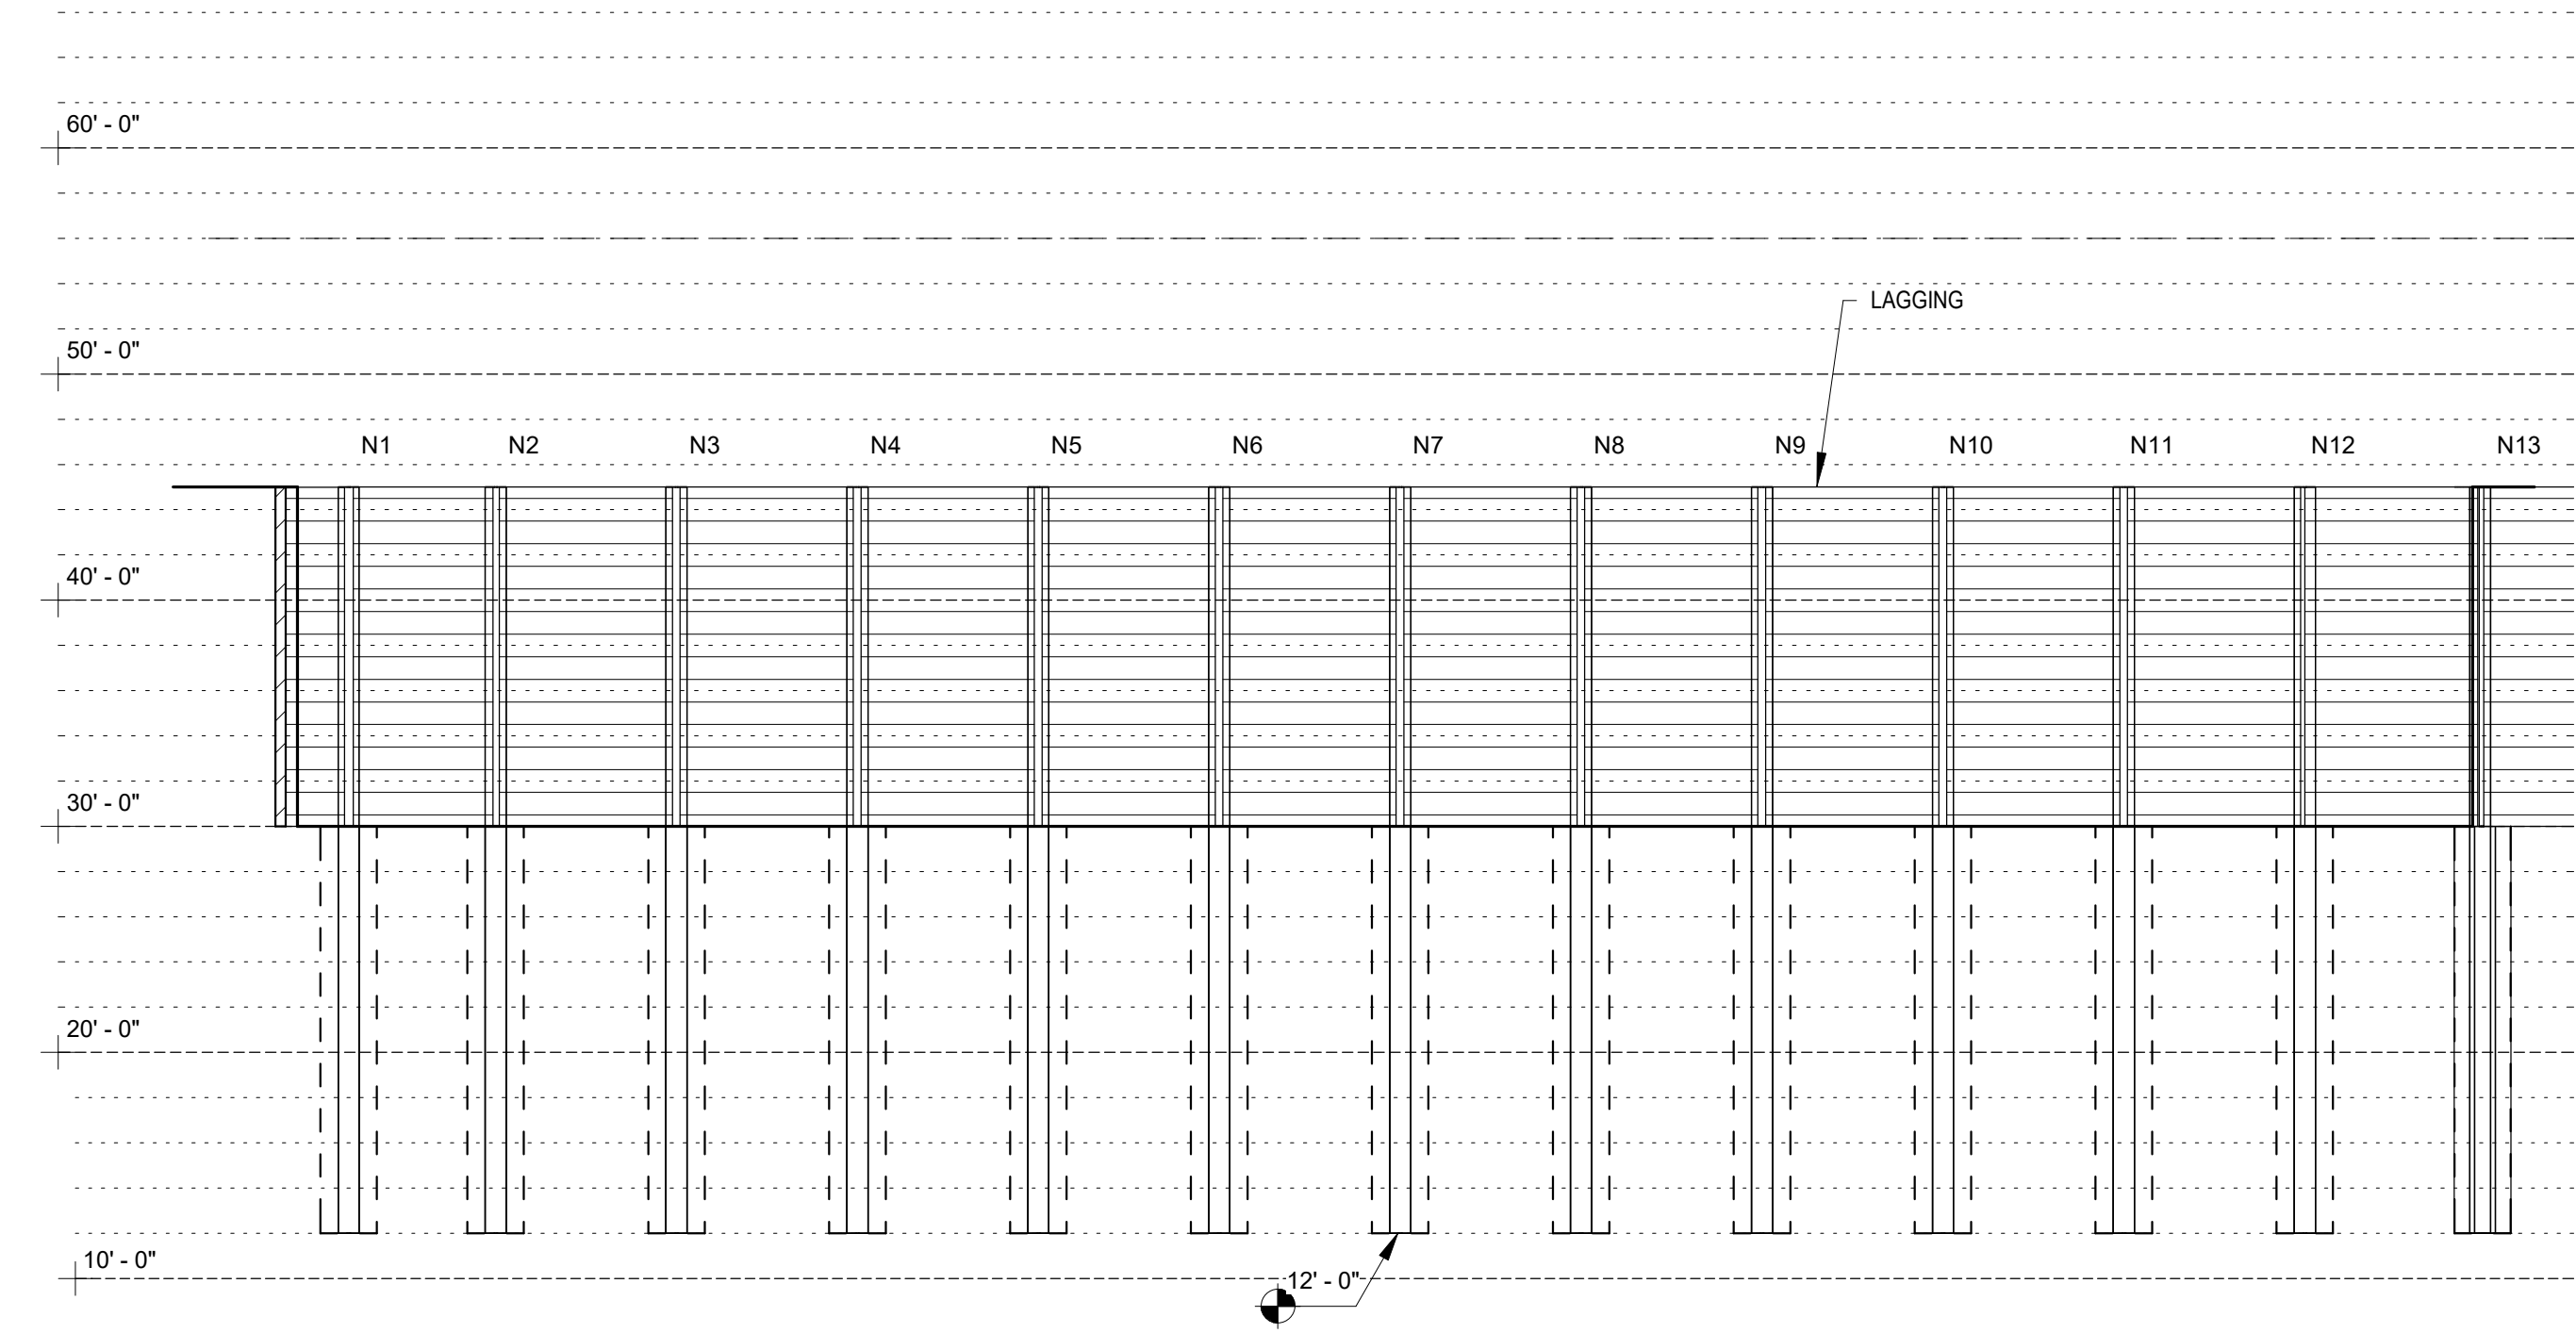 60' - 0"
LAGGING
50' - 0"
N1 N2 N3 N4 N5 N6 N7 N8 N9 N10 N11 N12 N13
40' - 0"
30' - 0"
20' - 0"
10' - 0"
12' - 0"